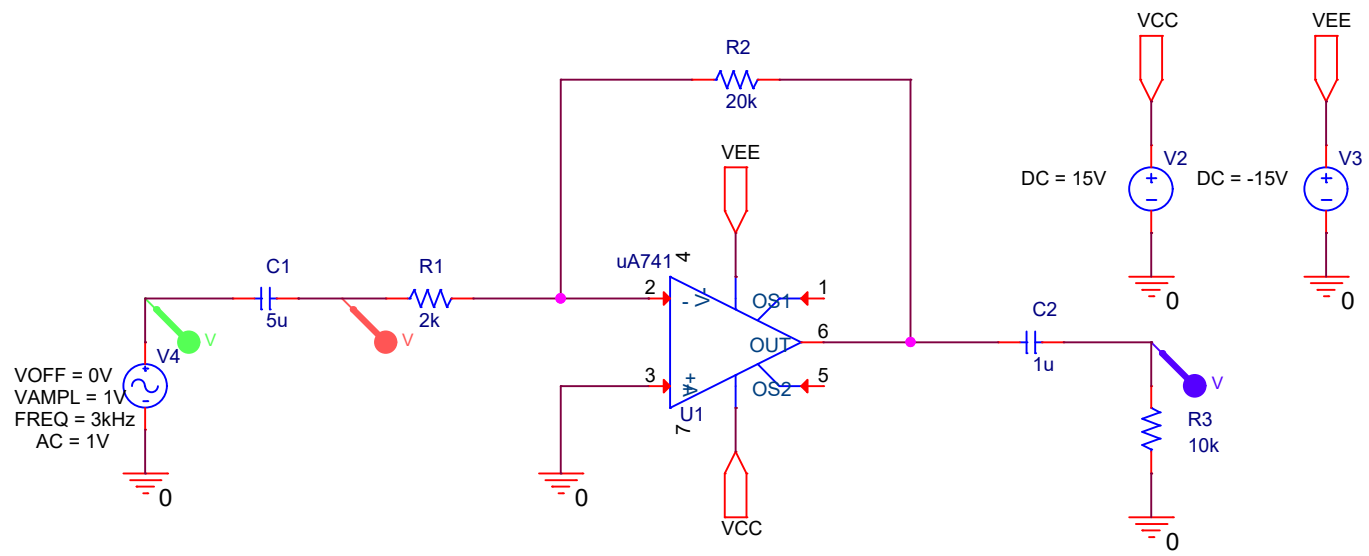 VCC
VEE
R2
20k
VEE
V2
V3
DC = 15V
DC = -15V
C1
R1
uA741
4
2
-
V-
OS1
1
5u
2k
V
V
V4
C2
OUT
6
1u
V
VOFF = 0V
VAMPL = 1V
FREQ = 3kHz
AC = 1V
3
+
V+
OS2
5
7
U1
R3
10k
0
0
VCC
0
0
0